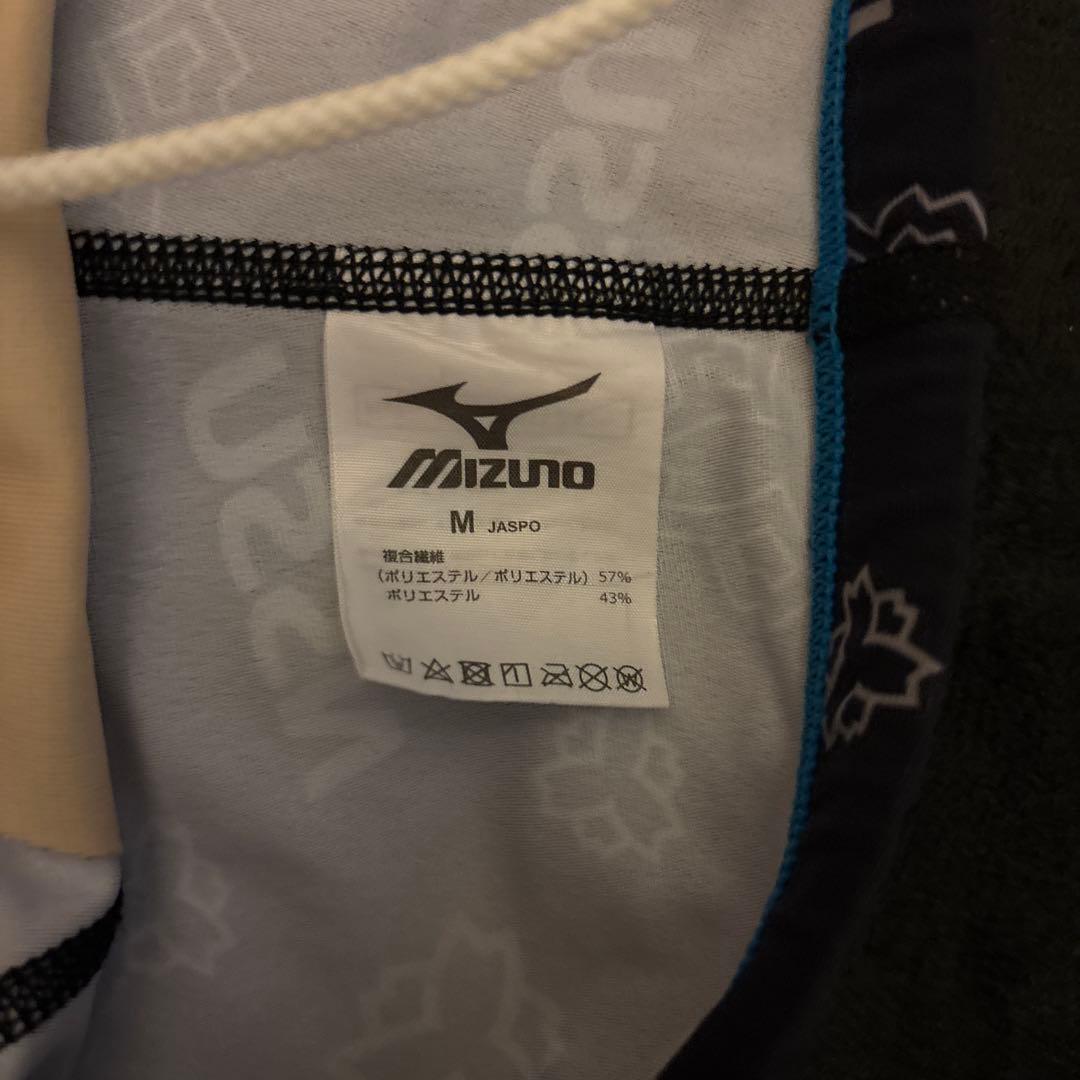 MIZUNO
M JASPO
複合繊維
(ポリエステル/ポリエステル) 57%
ポリエステル 43%
W